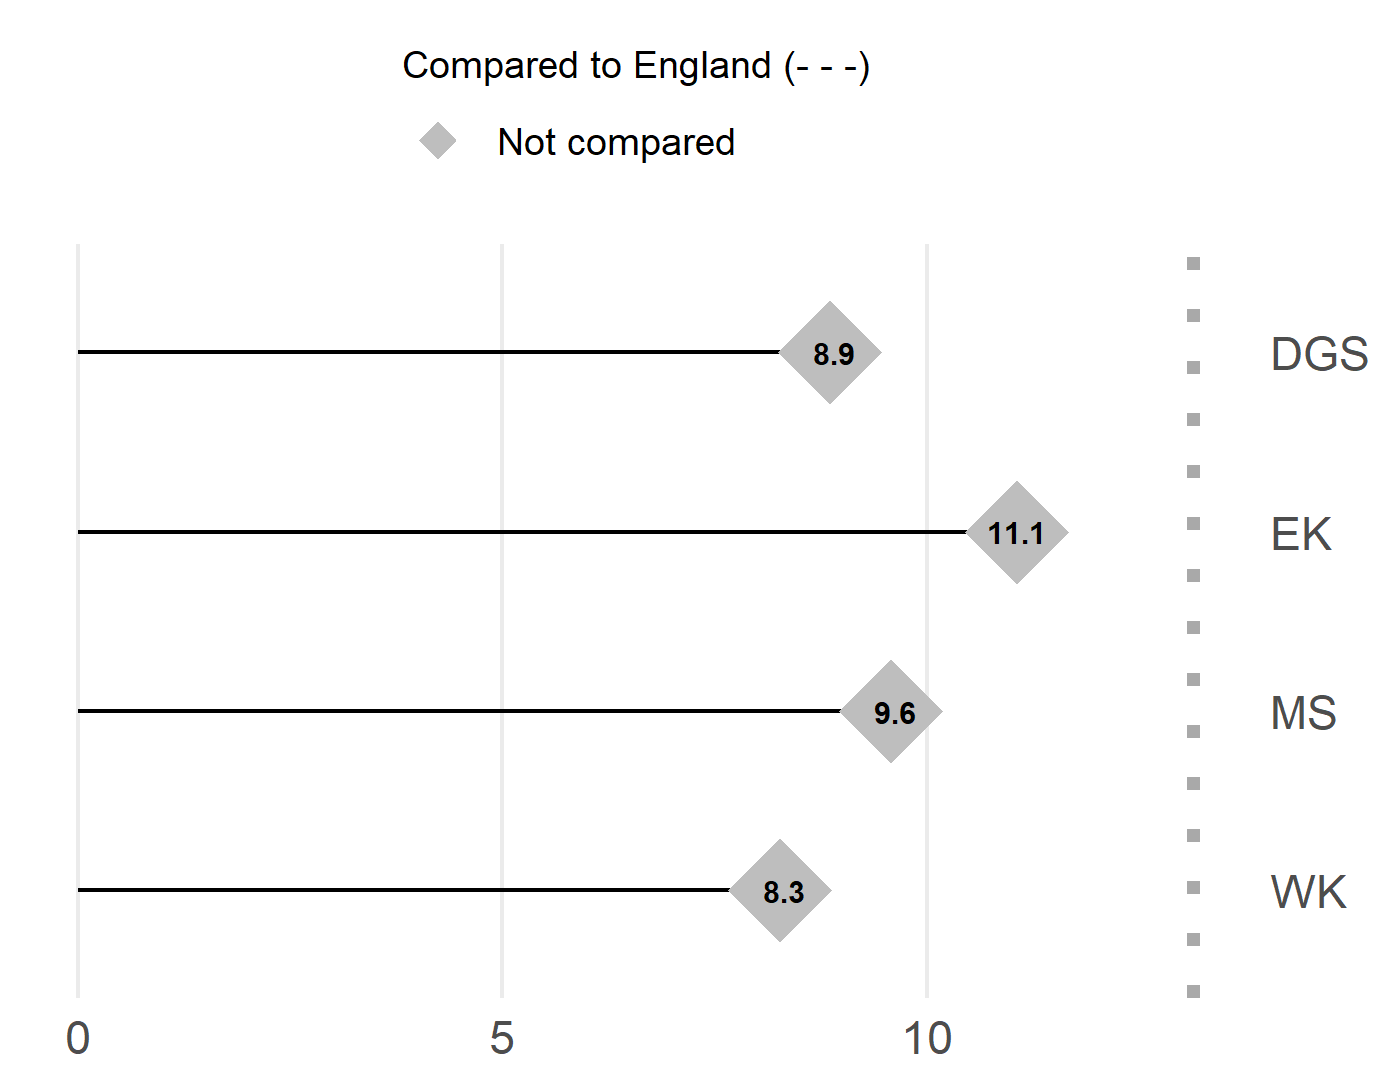 Compared to England (- - -)
Not compared
8.9 DGS
11.1 EK
9.6 MS
8.3 WK
0 5 10